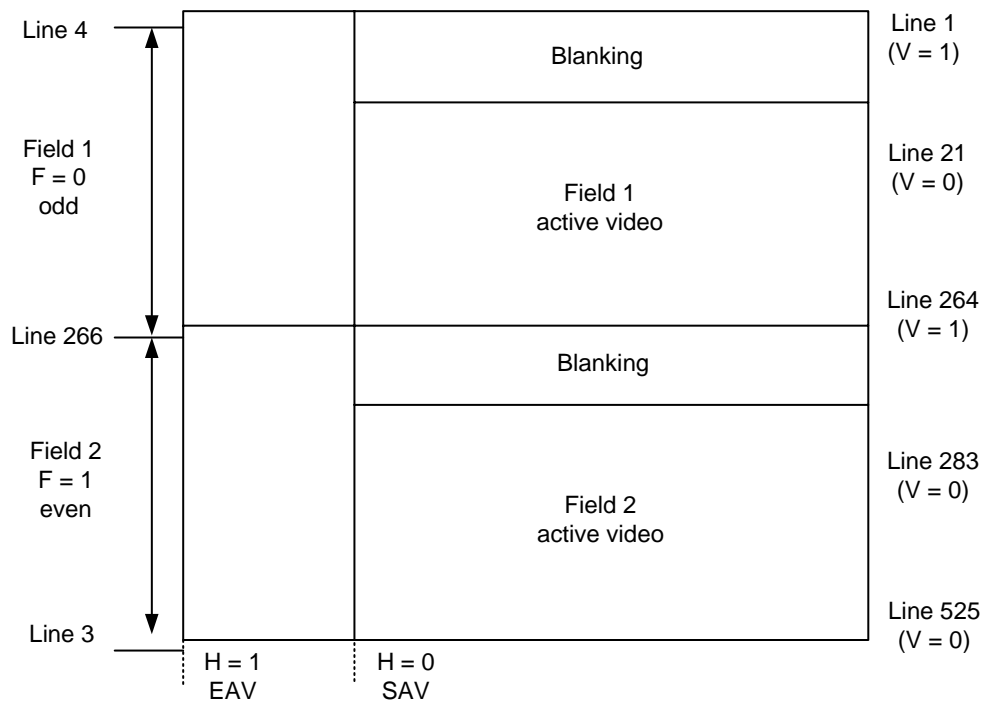 Line 4
Field 1
F = 0
odd
Line 266
Field 2
F = 1
even
Line 3
Blanking
Field 1
active video
Blanking
Field 2
active video
Line 1
(V = 1)
Line 21
(V = 0)
Line 264
(V = 1)
Line 283
(V = 0)
Line 525
(V = 0)
H = 1
EAV
H = 0
SAV